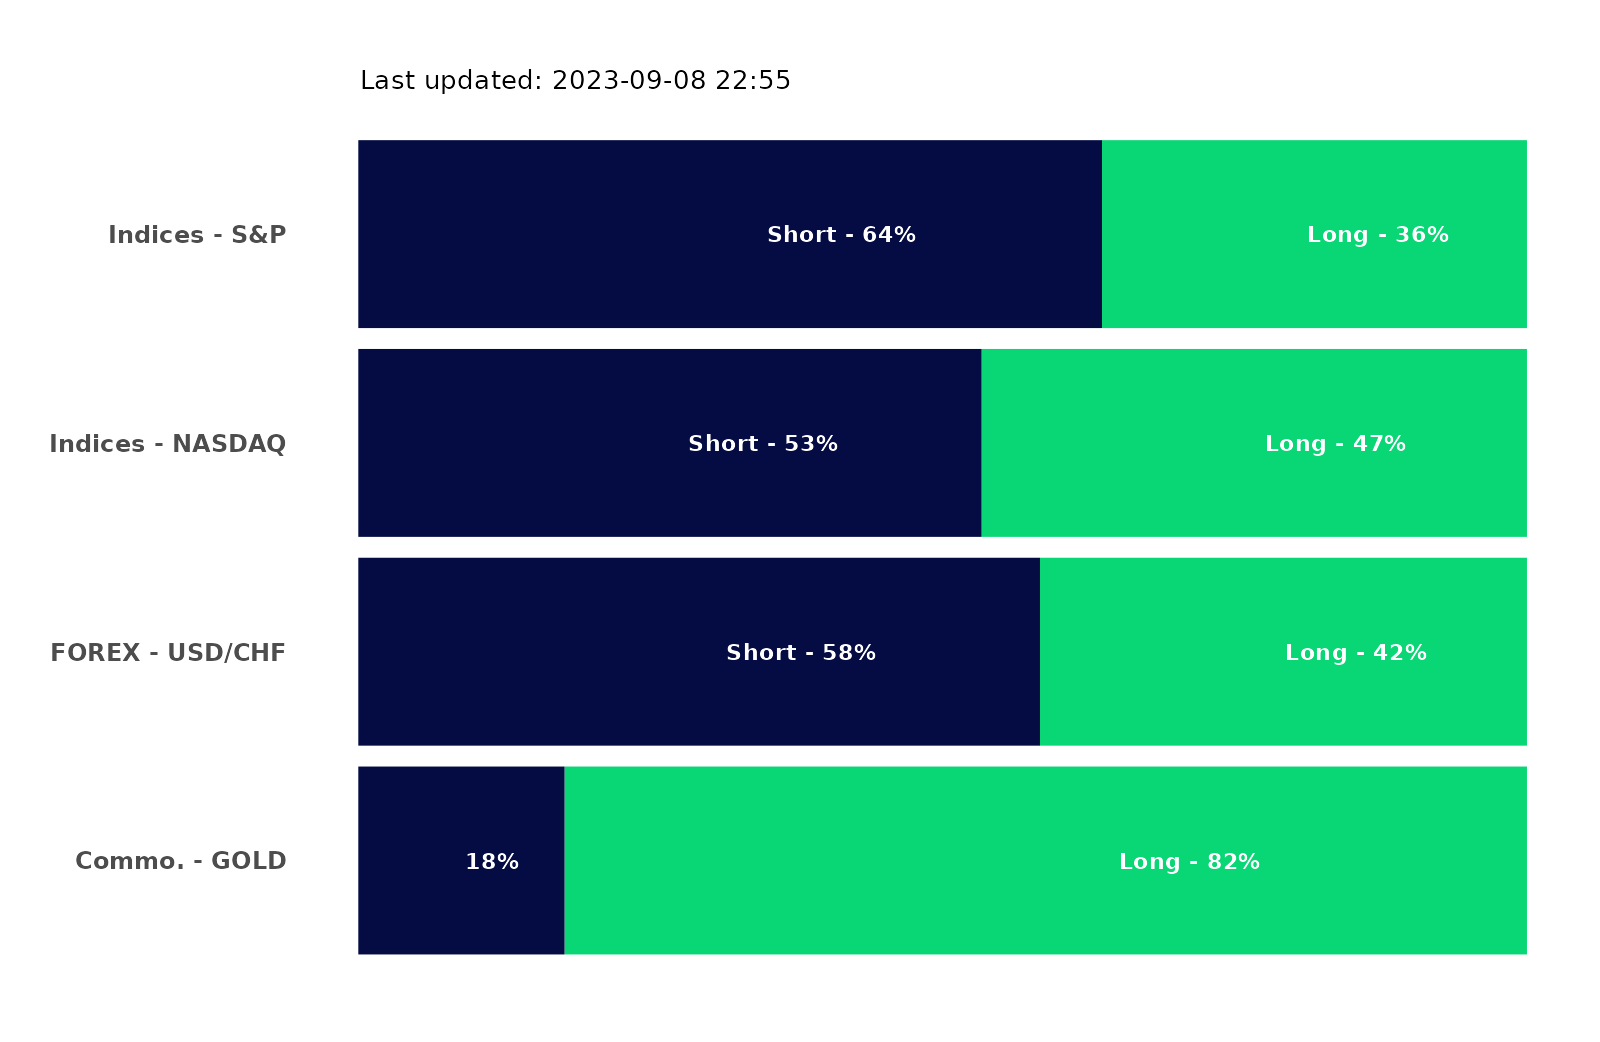 Last updated: 2023-09-08 22:55
Indices - S&P Short - 64% Long - 36%
Indices - NASDAQ Short - 53% Long - 47%
FOREX - USD/CHF Short - 58% Long - 42%
Commo. - GOLD 18% Long - 82%